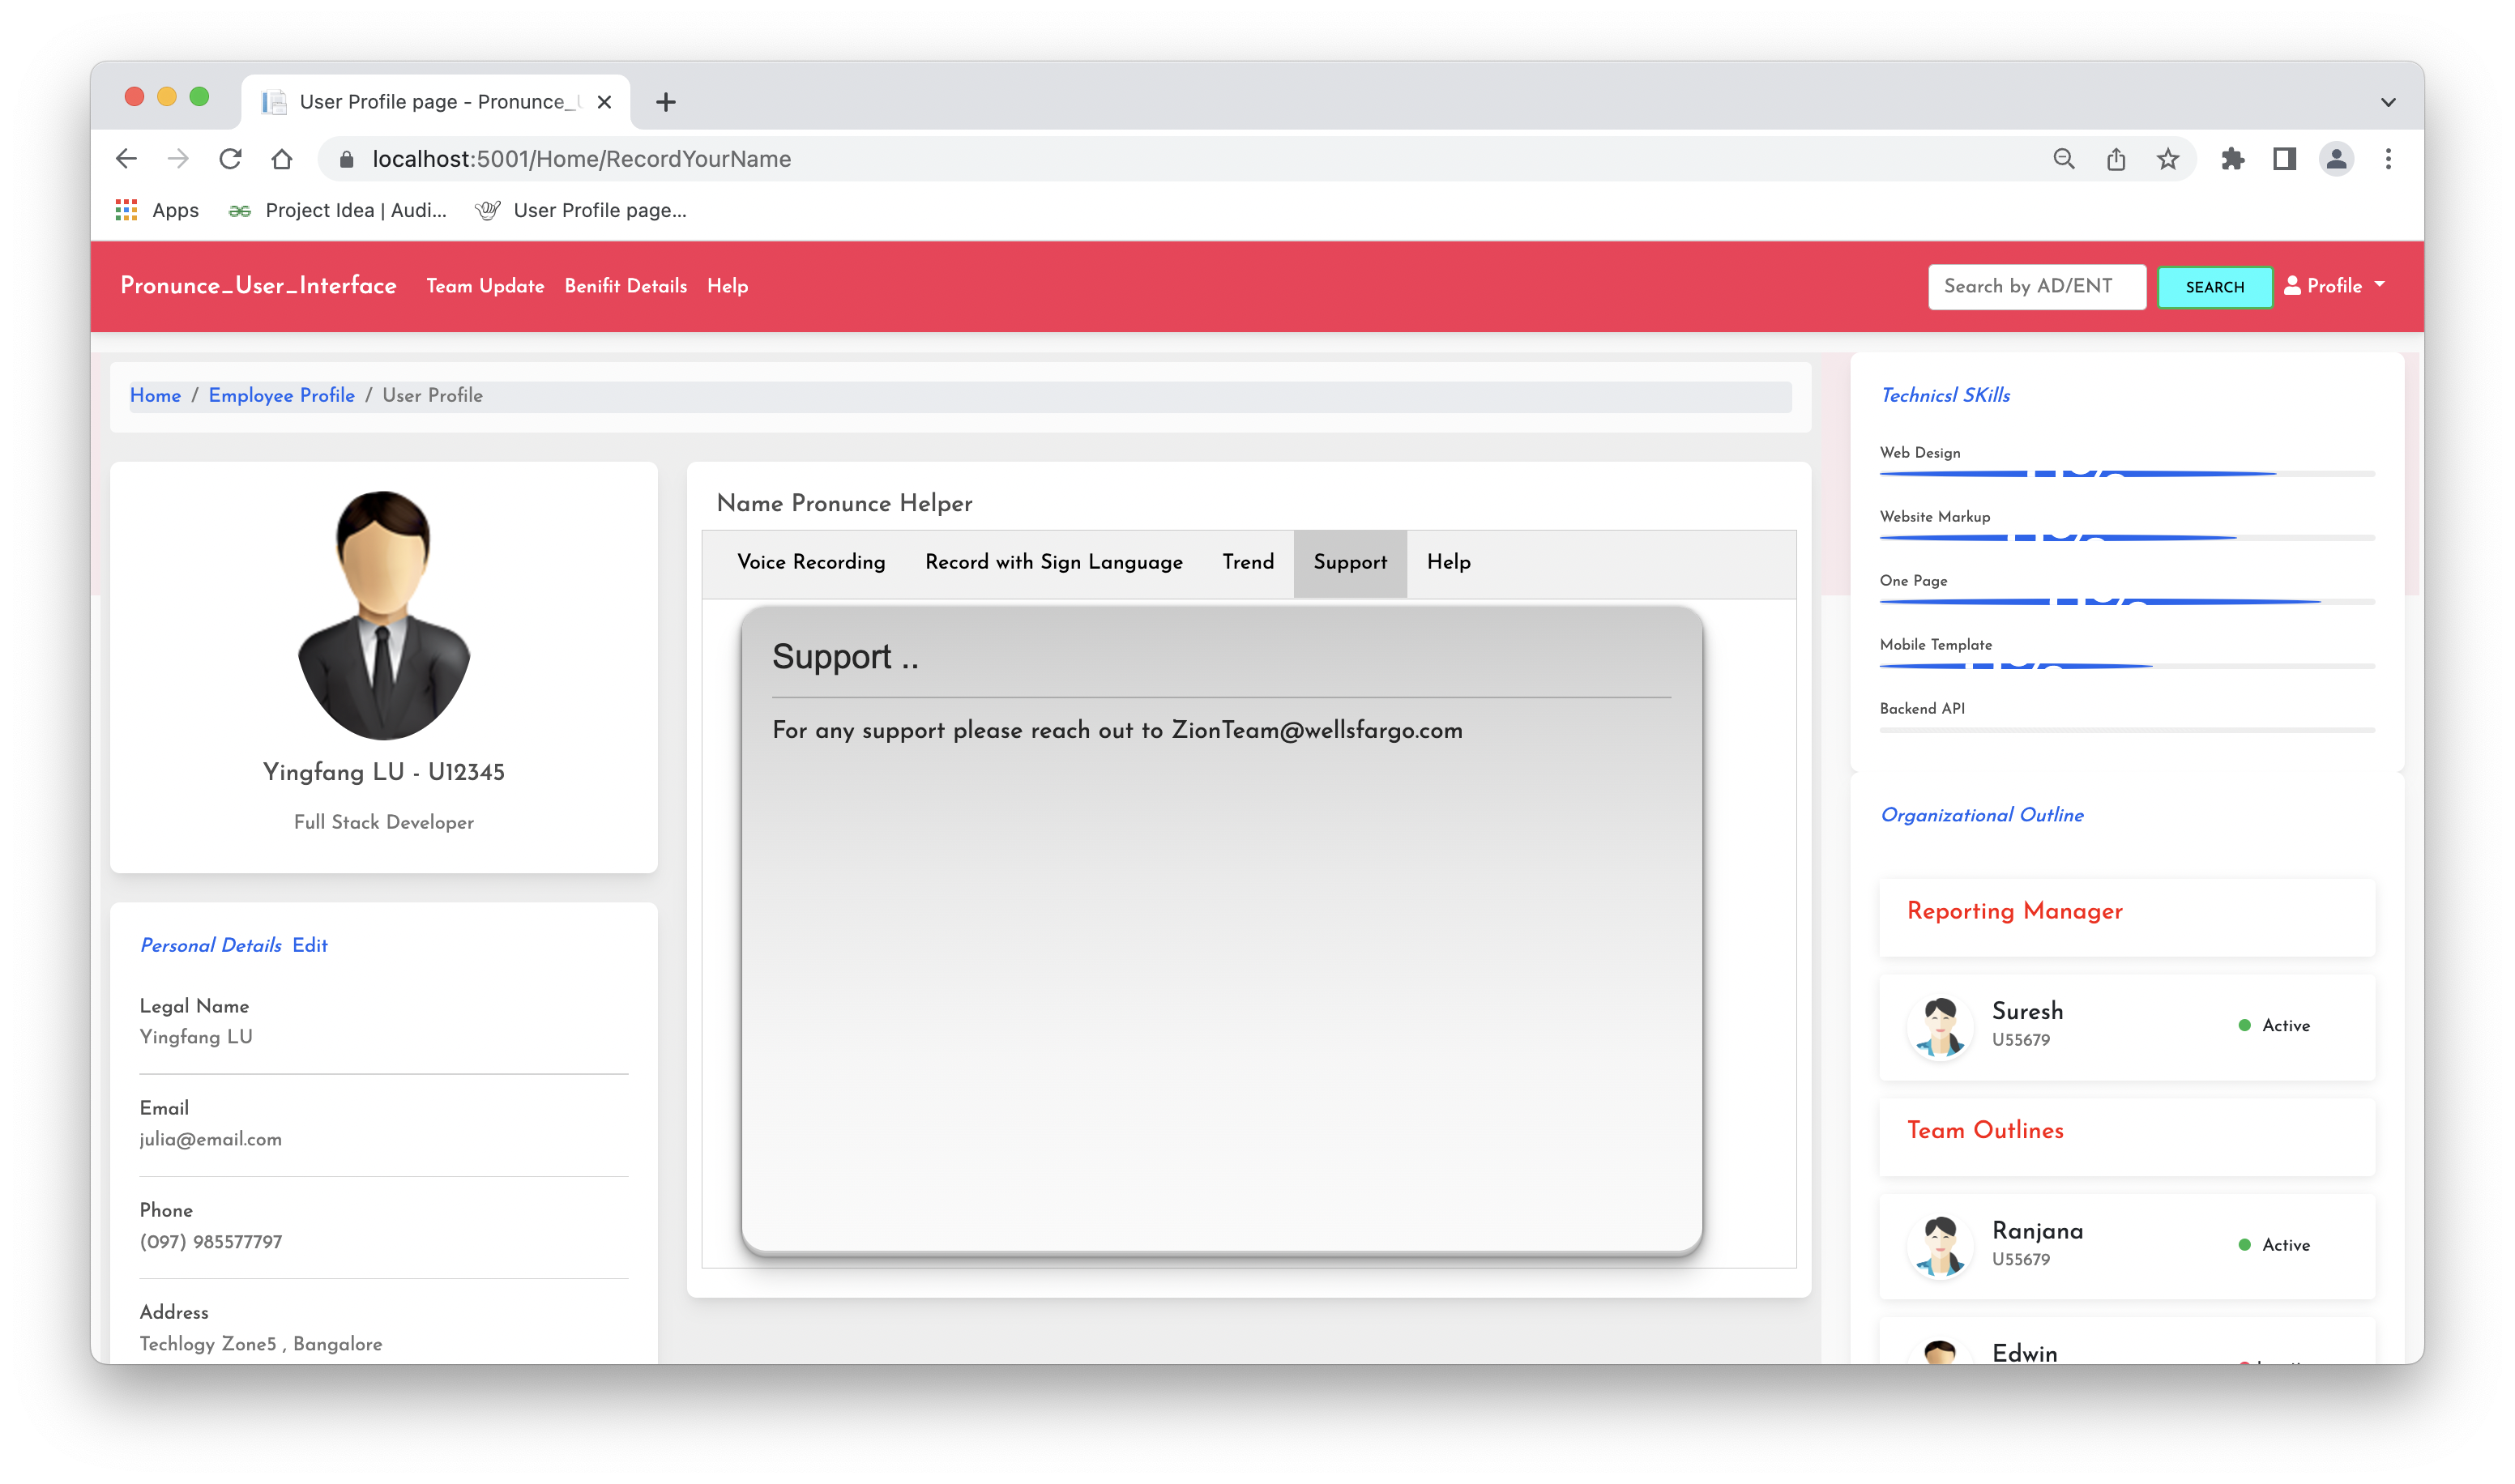 User Profile page - Pronunce_
localhost:5001/Home/RecordYourName
Apps
Project Idea | Audi...
User Profile page...
Pronunce_User_Interface
Team Update
Benifit Details
Help
Search by AD/ENT
SEARCH
Profile
Home / Employee Profile / User Profile
Yingfang LU - U12345
Full Stack Developer
Personal Details Edit
Legal Name
Yingfang LU
Email
julia@email.com
Phone
(097) 985577797
Address
Techlogy Zone5 , Bangalore
Name Pronunce Helper
Voice Recording
Record with Sign Language
Trend
Support
Help
Support ..
For any support please reach out to ZionTeam@wellsfargo.com
Technicsl SKills
Web Design
Website Markup
One Page
Mobile Template
Backend API
Organizational Outline
Reporting Manager
Suresh
U55679
Active
Team Outlines
Ranjana
U55679
Active
Edwin